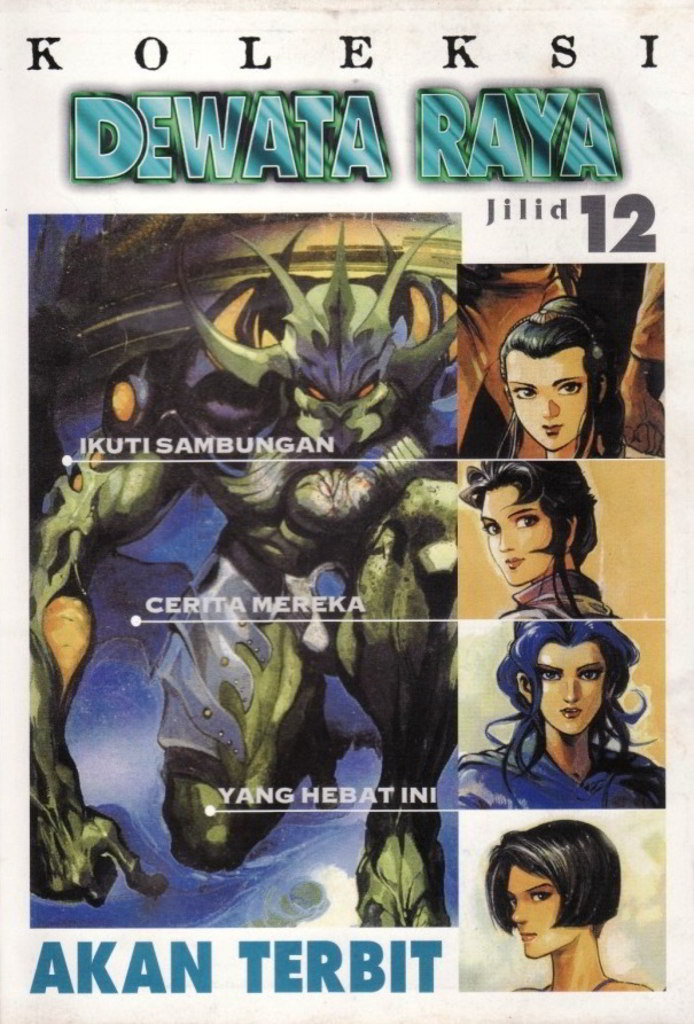 KOLEKSI
DEWATA RAYA
Jilid 12
IKUTI SAMBUNGAN
CERITA MEREKA
YANG HEBAT INI
AKAN TERBIT